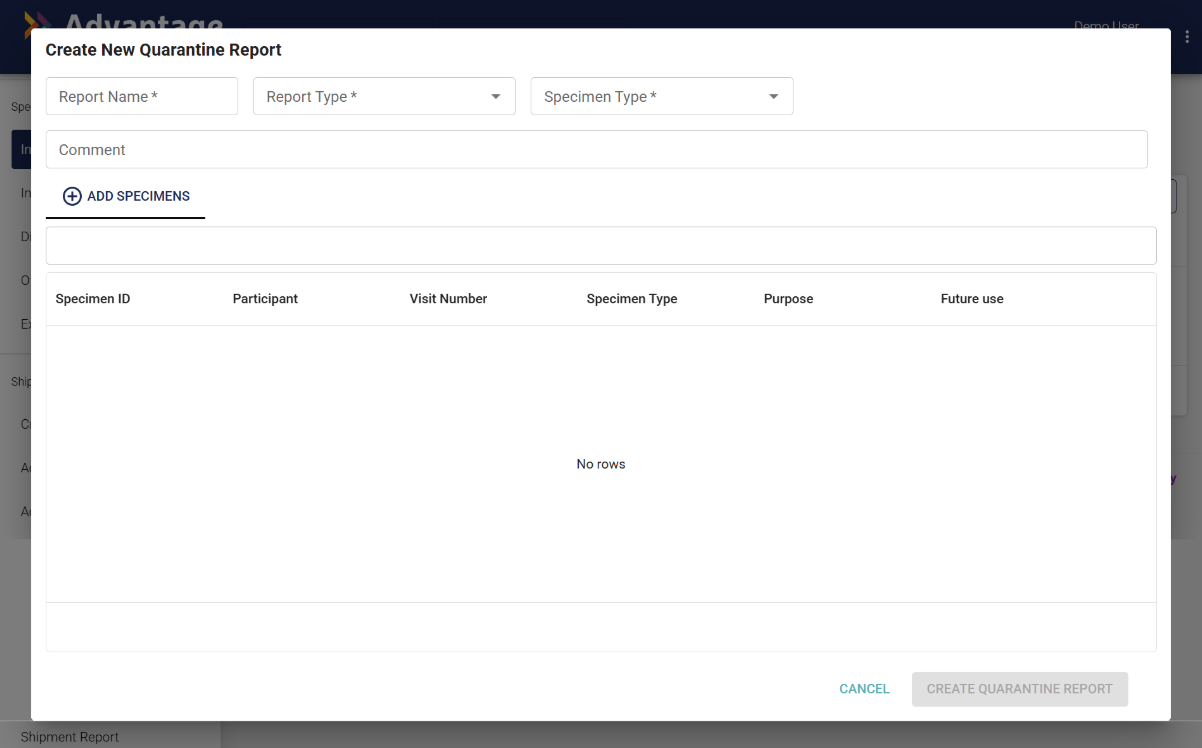 Advantage
Demo User
Create New Quarantine Report
Report Name *
Report Type *
Specimen Type *
Comment
ADD SPECIMENS
Specimen ID Participant Visit Number Specimen Type Purpose Future use
No rows
CANCEL CREATE QUARANTINE REPORT
Shipment Report